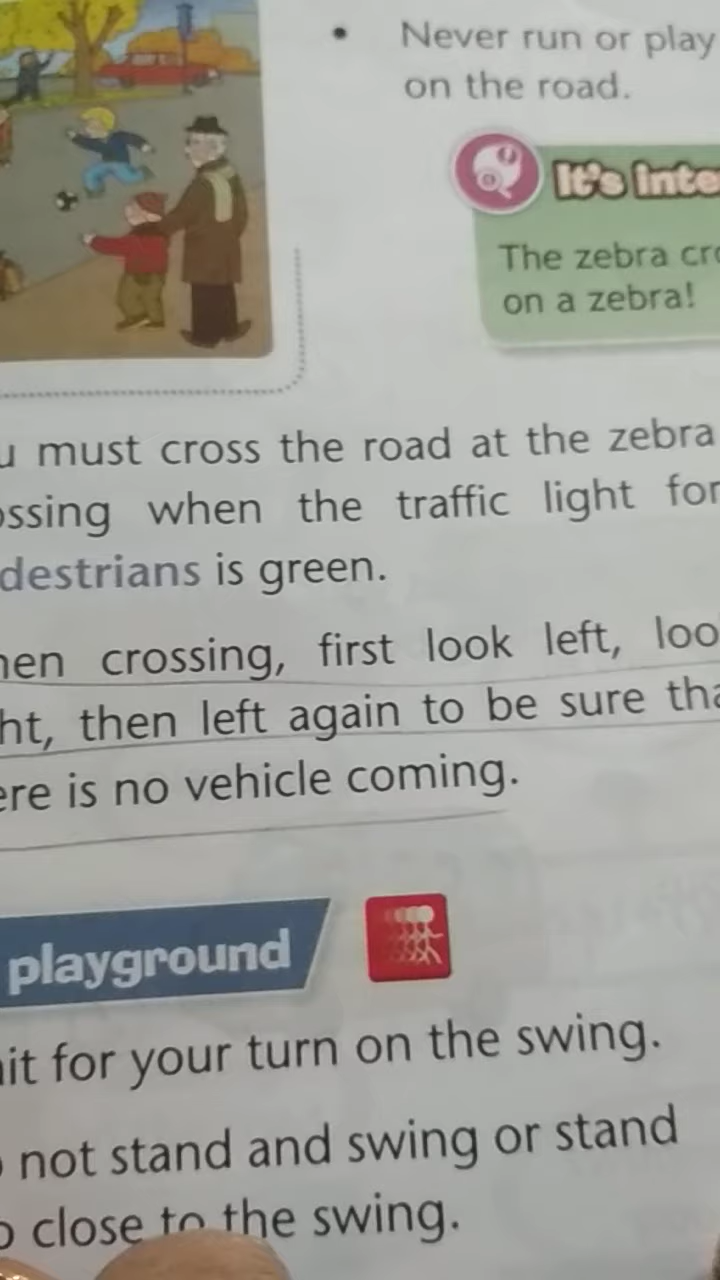 • Never run or play
on the road.
It's inte
The zebra cro
on a zebra!
u must cross the road at the zebra
ossing when the traffic light for
destrians is green.
hen crossing, first look left, loo
ht, then left again to be sure tha
ere is no vehicle coming.
playground
ait for your turn on the swing.
o not stand and swing or stand
o close to the swing.